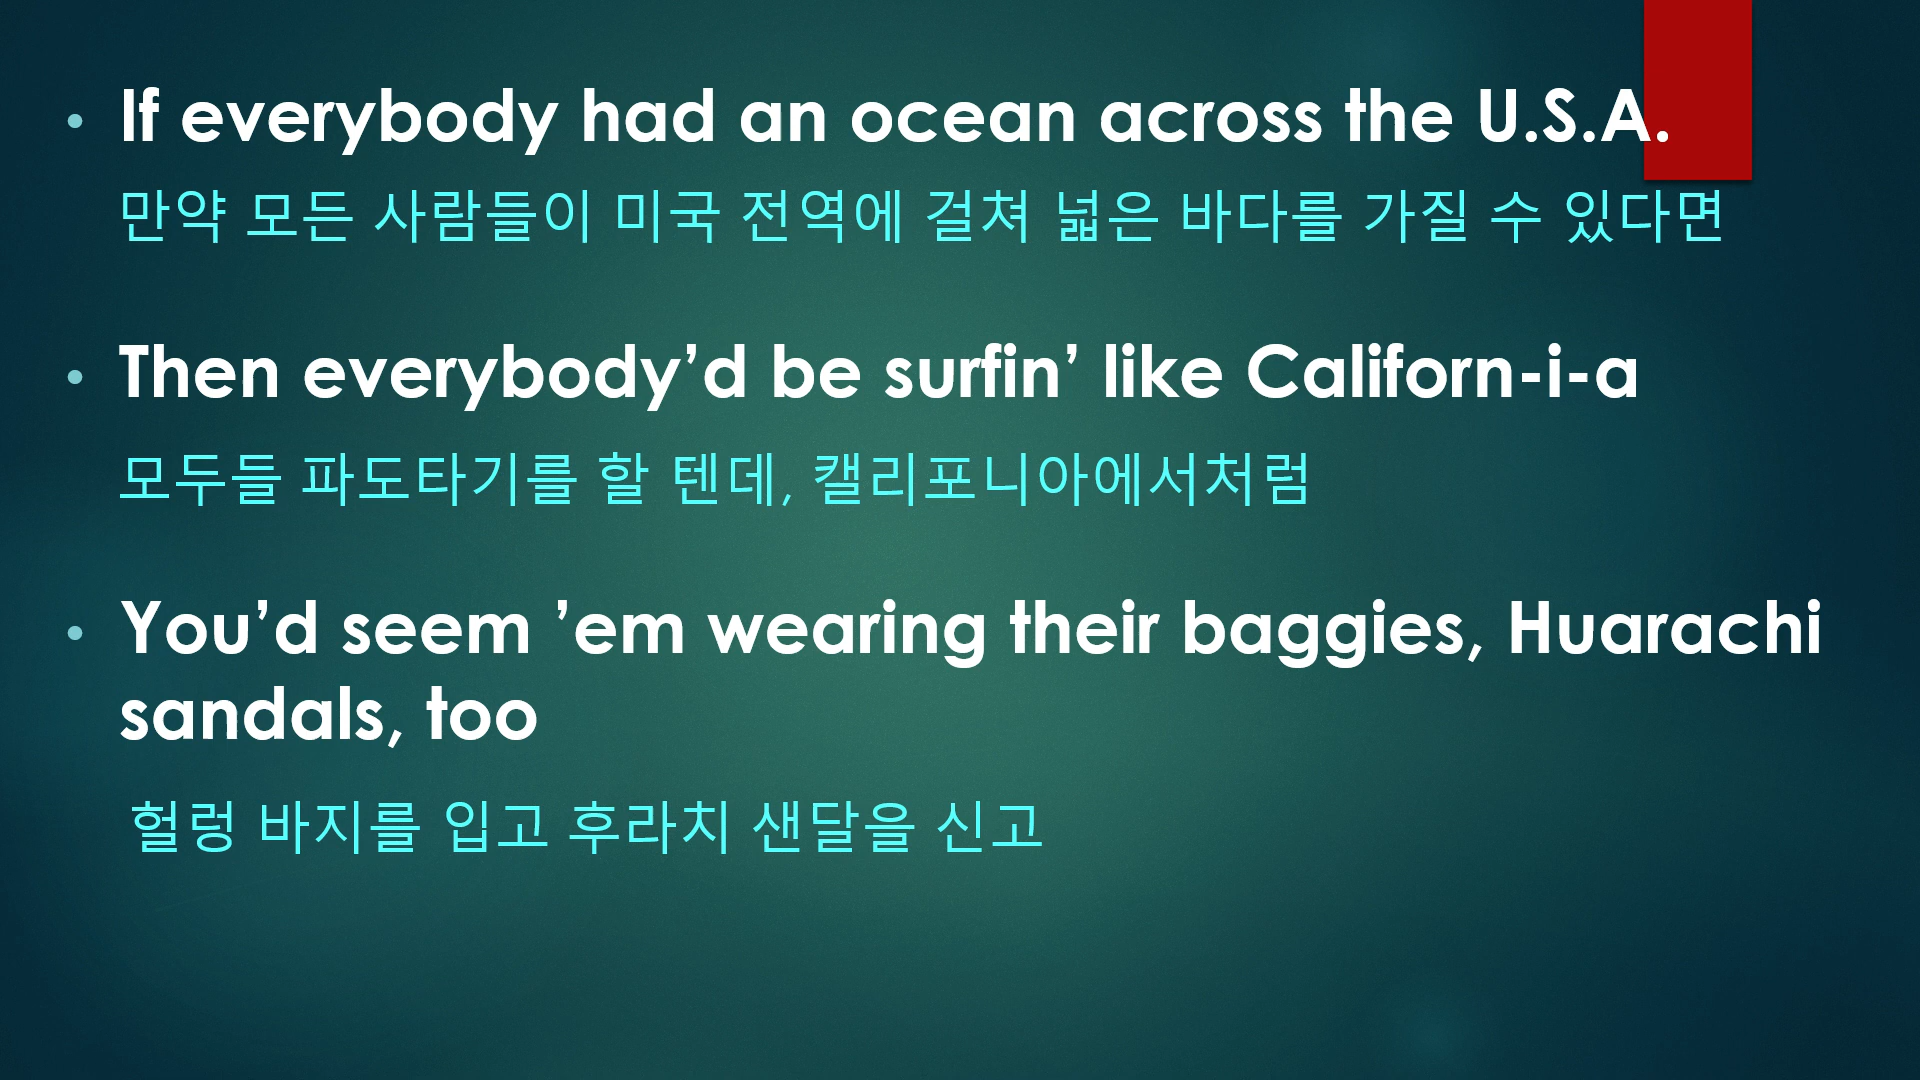 • If everybody had an ocean across the U.S.A.
만약 모든 사람들이 미국 전역에 걸쳐 넓은 바다를 가질 수 있다면
• Then everybody’d be surfin’ like Californ-i-a
모두들 파도타기를 할 텐데, 캘리포니아에서처럼
• You’d seem ’em wearing their baggies, Huarachi
sandals, too
헐렁 바지를 입고 후라치 샌달을 신고